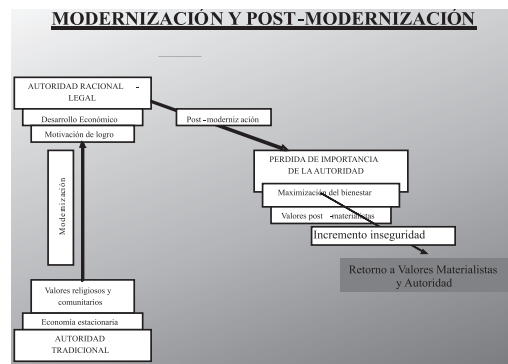 MODERNIZACIÓN Y POST-MODERNIZACIÓN
AUTORIDAD RACIONAL -
LEGAL
Desarrollo Económico
Motivación de logro
Post-modernización
PERDIDA DE IMPORTANCIA
DE LA AUTORIDAD
Maximización del bienestar
Valores post-materialistas
Incremento inseguridad
Retorno a Valores Materialistas
y Autoridad
Modernización
Valores religiosos y
comunitarios
Economía estacionaria
AUTORIDAD
TRADICIONAL